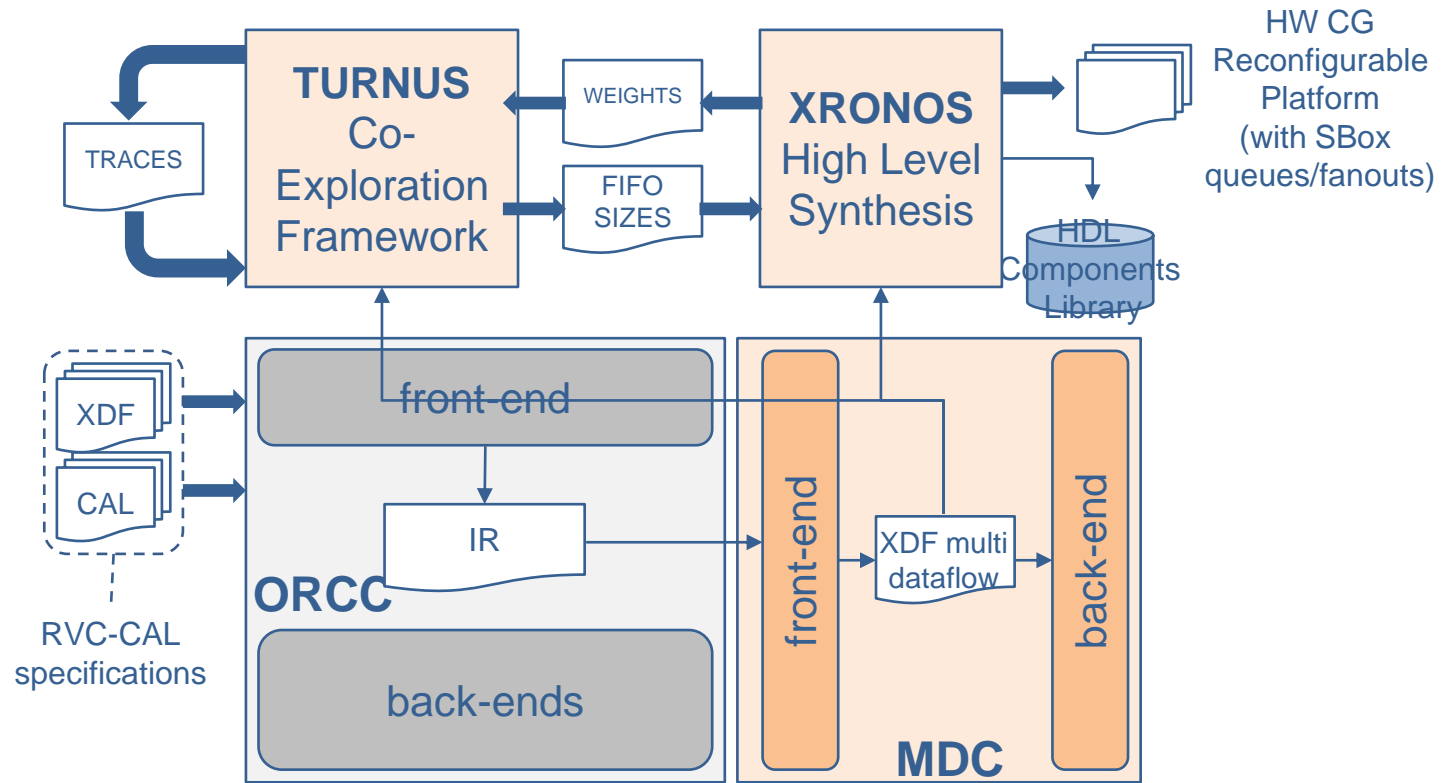 TURNUS
Co-
Exploration
Framework
WEIGHTS
FIFO
SIZES
XRONOS
High Level
Synthesis
HW CG
Reconfigurable
Platform
(with SBox
queues/fanouts)
TRACES
HDL
Components
Library
XDF
CAL
RVC-CAL
specifications
front-end
IR
ORCC
back-ends
front-end
XDF multi
dataflow
back-end
MDC